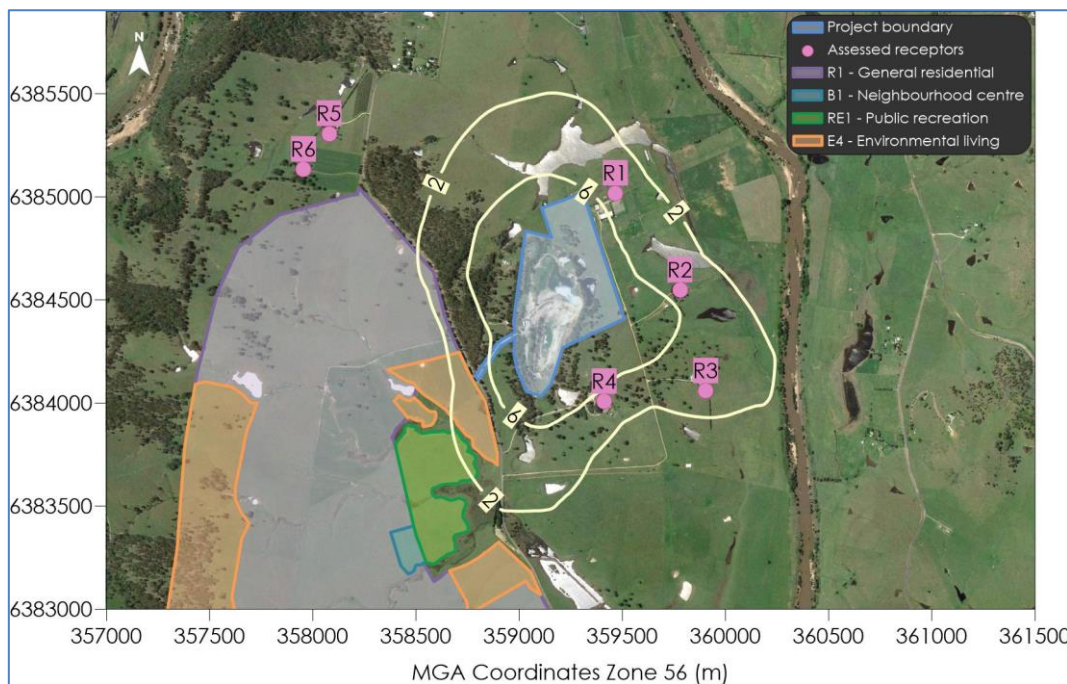 N
Project boundary
Assessed receptors
R1 - General residential
B1 - Neighbourhood centre
RE1 - Public recreation
E4 - Environmental living
6385500
6385000
6384500
6384000
6383500
6383000
R5
R6
R1
R2
R3
R4
2
6
2
6
2
357000 357500 358000 358500 359000 359500 360000 360500 361000 361500
MGA Coordinates Zone 56 (m)